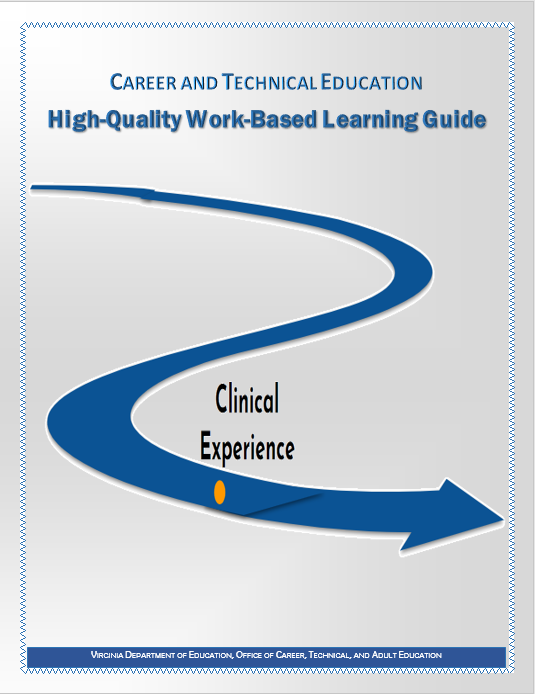 CAREER AND TECHNICAL EDUCATION
High-Quality Work-Based Learning Guide
Clinical
Experience
VIRGINIA DEPARTMENT OF EDUCATION, OFFICE OF CAREER, TECHNICAL, AND ADULT EDUCATION